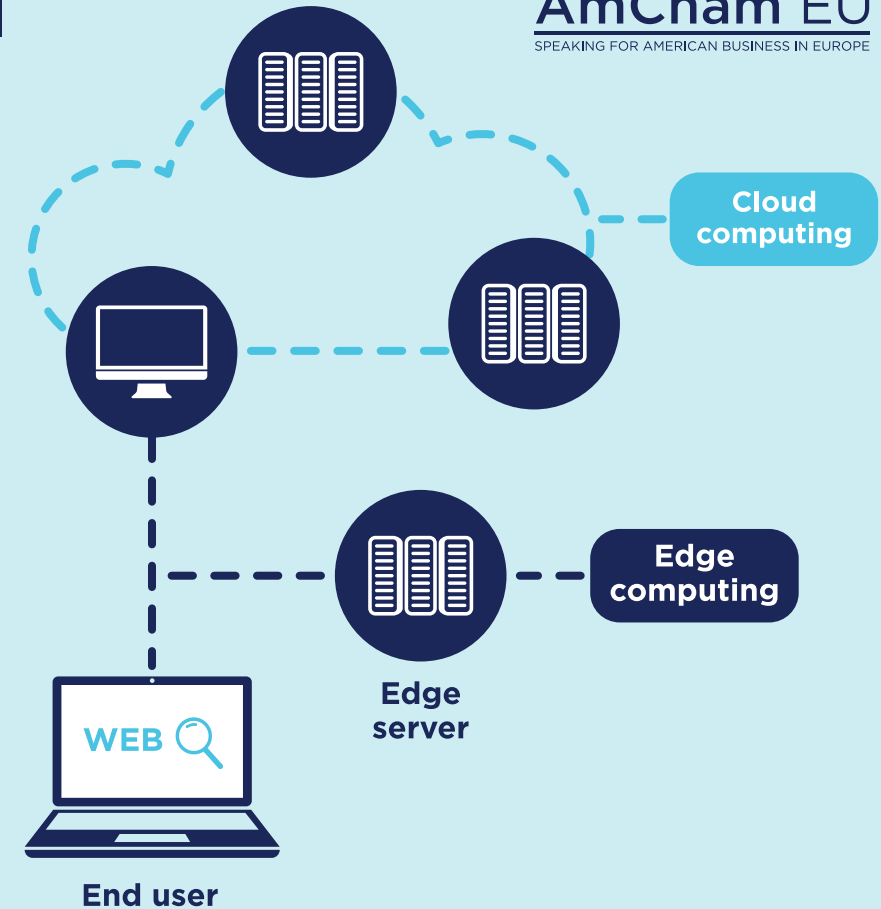 AmCham EU
SPEAKING FOR AMERICAN BUSINESS IN EUROPE
Cloud
computing
Edge
computing
Edge
server
WEB
End user